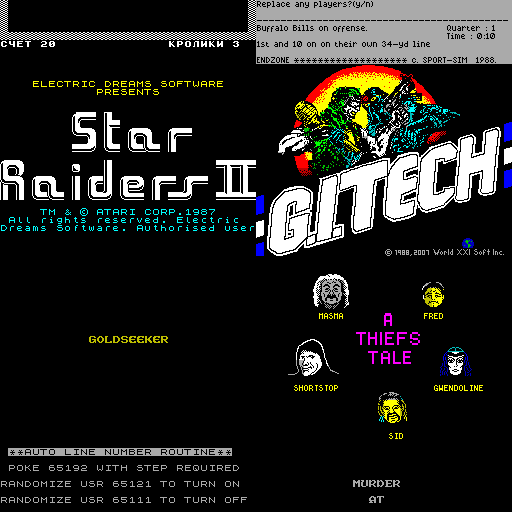 СЧЕТ 20 КРОЛИКИ 3
ELECTRIC DREAMS SOFTWARE
PRESENTS
Star
Raiders II
TM & © ATARI CORP.1987
All rights reserved. Electric
Dreams Software. Authorised user
Replace any players?(y/n)
Buffalo Bills on offense. Quarter : 1
Time : 0:10
1st and 10 on on their own 34-yd line
ENDZONE ******************* c. SPORT-SIM 1988.
G.I.TECH
© 1988, 2007 World XXI Soft Inc.
GOLDSEEKER
**AUTO LINE NUMBER ROUTINE**
POKE 65192 WITH STEP REQUIRED
RANDOMIZE USR 65121 TO TURN ON
RANDOMIZE USR 65111 TO TURN OFF
MASMA
FRED
A
THIEFS
TALE
SHORTSTOP
GWENDOLINE
SID
MURDER
AT